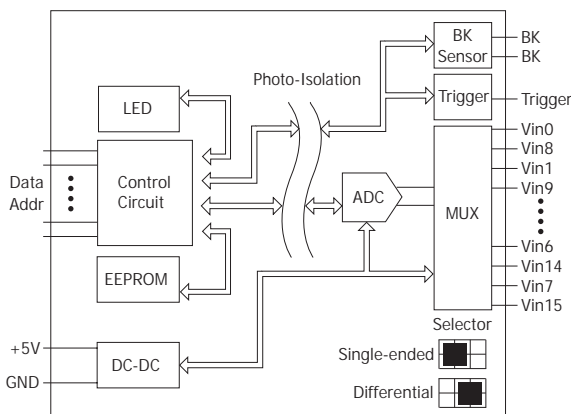 BK
Sensor
BK
BK
Photo-Isolation
LED
Trigger
Trigger
Vin0
Vin8
Vin1
Vin9
Data
Addr
Control
Circuit
ADC
MUX
Vin6
Vin14
Vin7
Vin15
EEPROM
Selector
+5V
GND
DC-DC
Single-ended
Differential